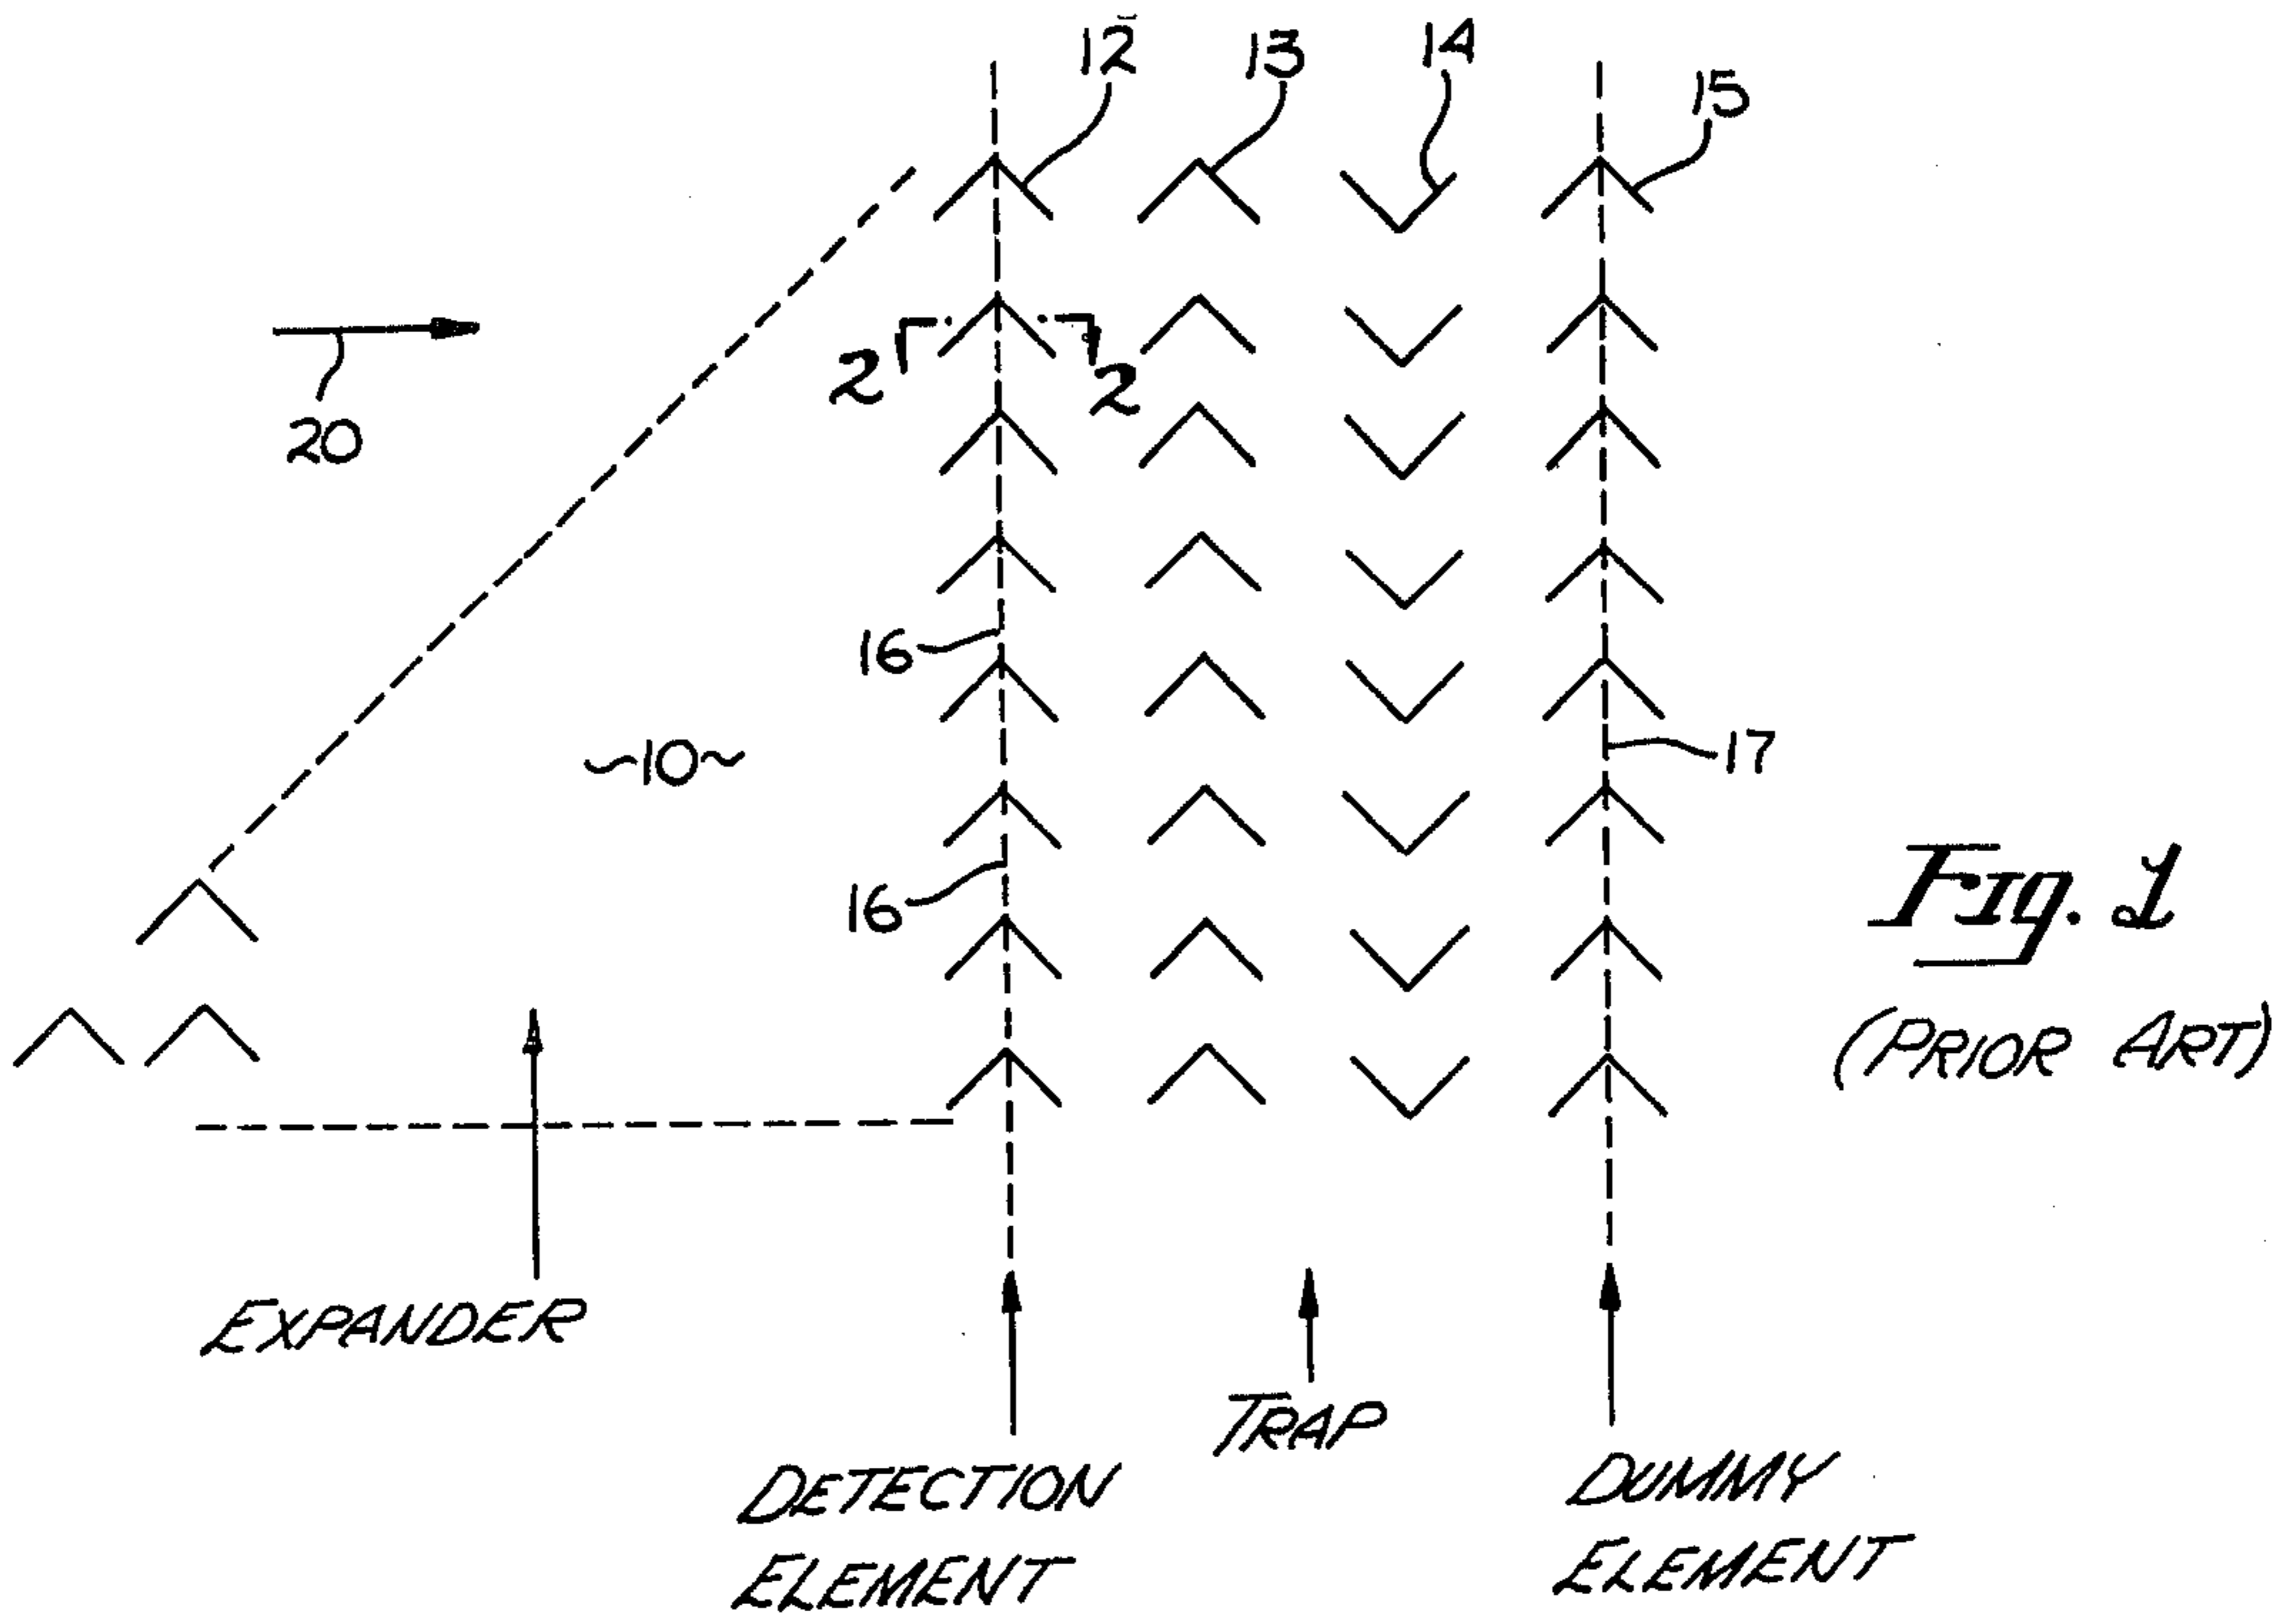 12
13
14
15
20
2
2
16
~10~
17
16
Fig. 1
(PRIOR ART)
EXPANDER
TRAP
DETECTION
ELEMENT
DUMMY
ELEMENT